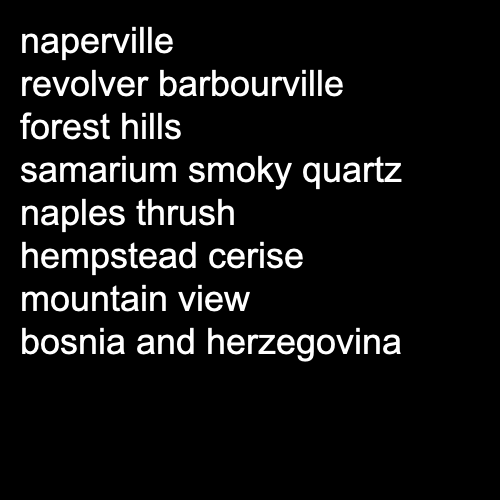 naperville
revolver barbourville
forest hills
samarium smoky quartz
naples thrush
hempstead cerise
mountain view
bosnia and herzegovina